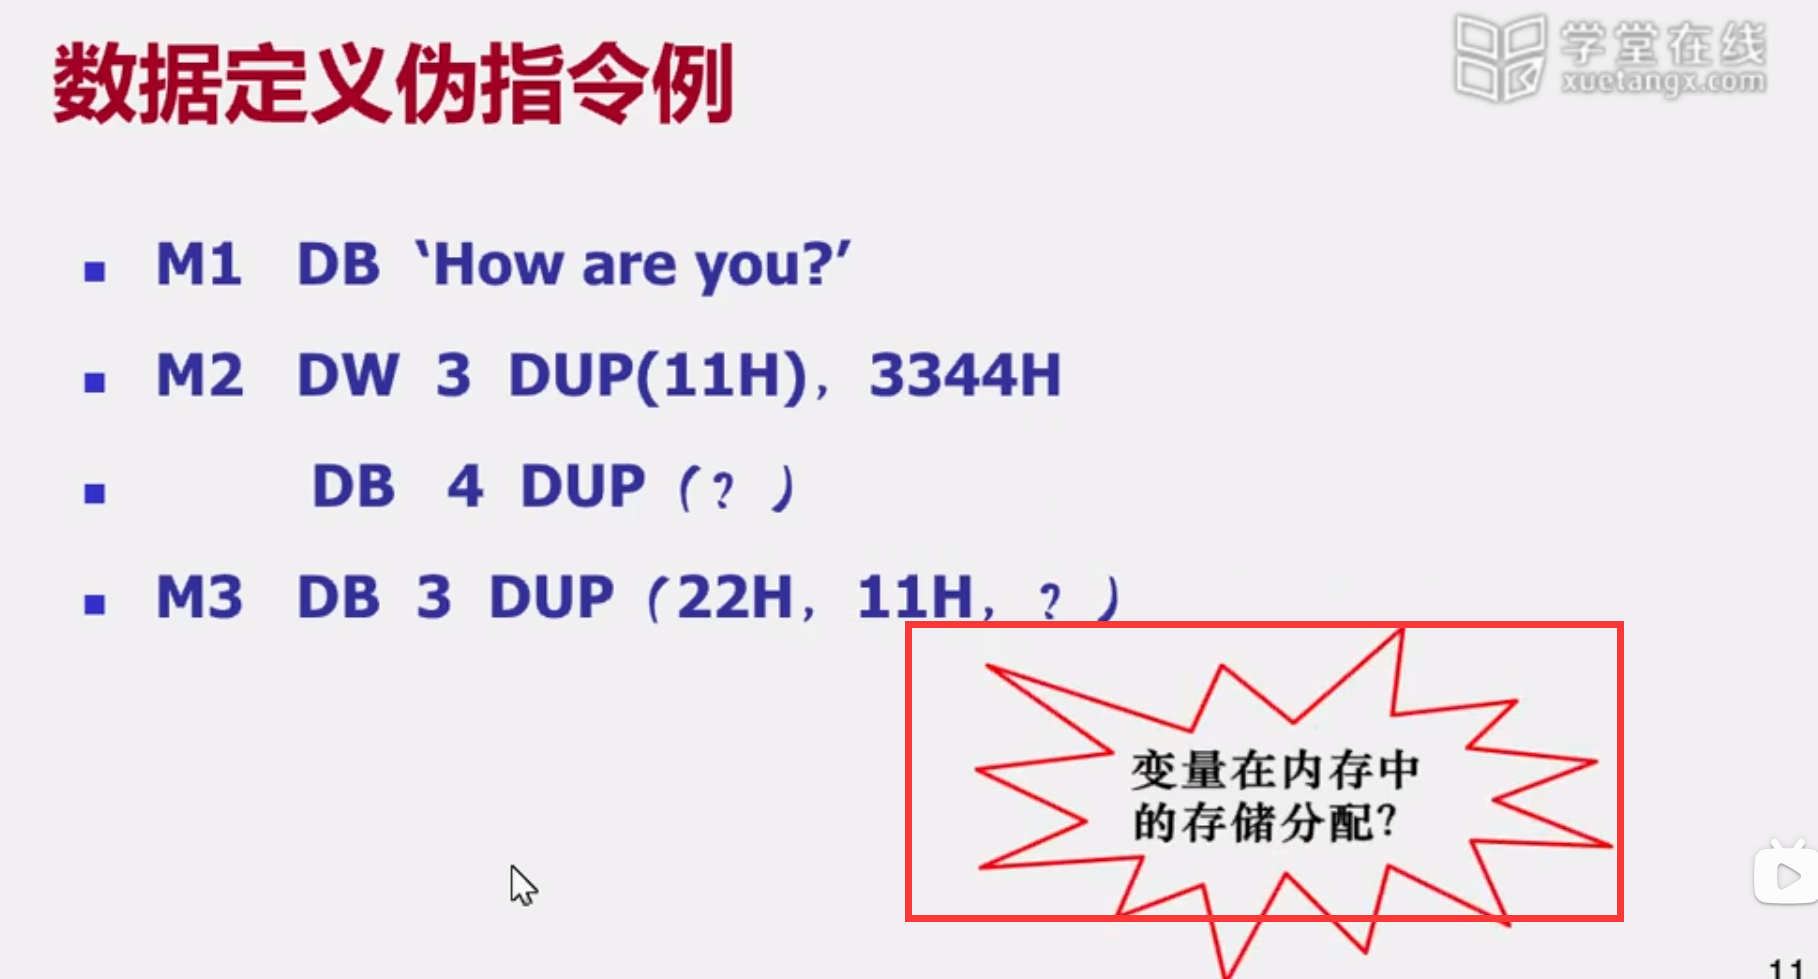 数据定义伪指令例
学堂在线
xuetangx.com
M1 DB ‘How are you?’
M2 DW 3 DUP(11H)，3344H
DB 4 DUP（？）
M3 DB 3 DUP（22H，11H，？）
变量在内存中
的存储分配？
11